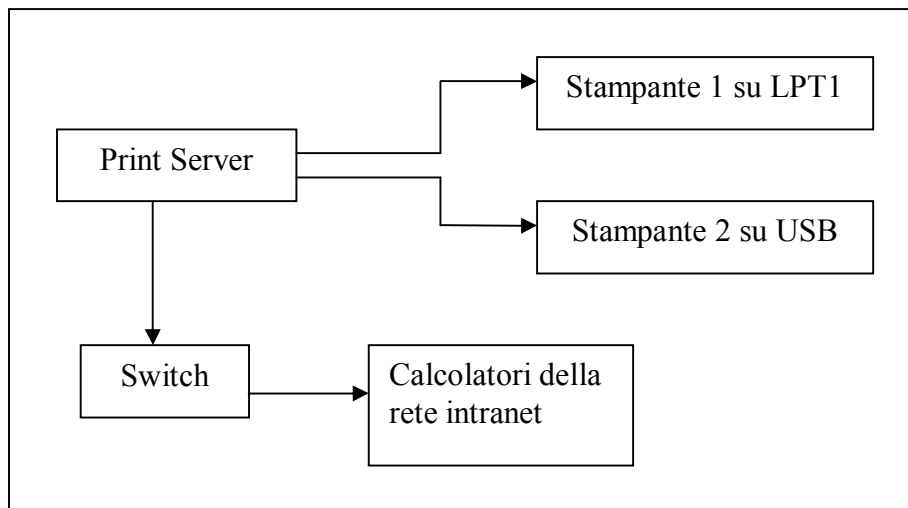 Stampante 1 su LPT1
Print Server
Stampante 2 su USB
Switch
Calcolatori della
rete intranet